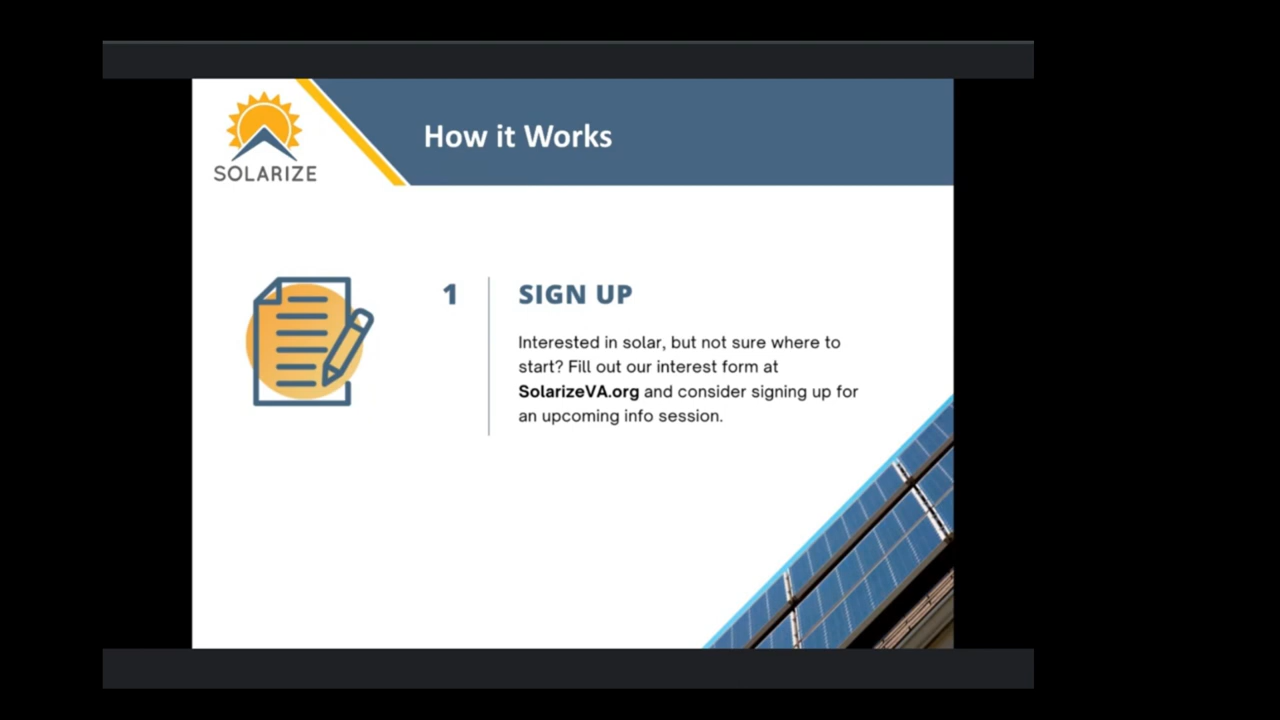 SOLARIZE
How it Works
1
SIGN UP
Interested in solar, but not sure where to
start? Fill out our interest form at
SolarizeVA.org and consider signing up for
an upcoming info session.